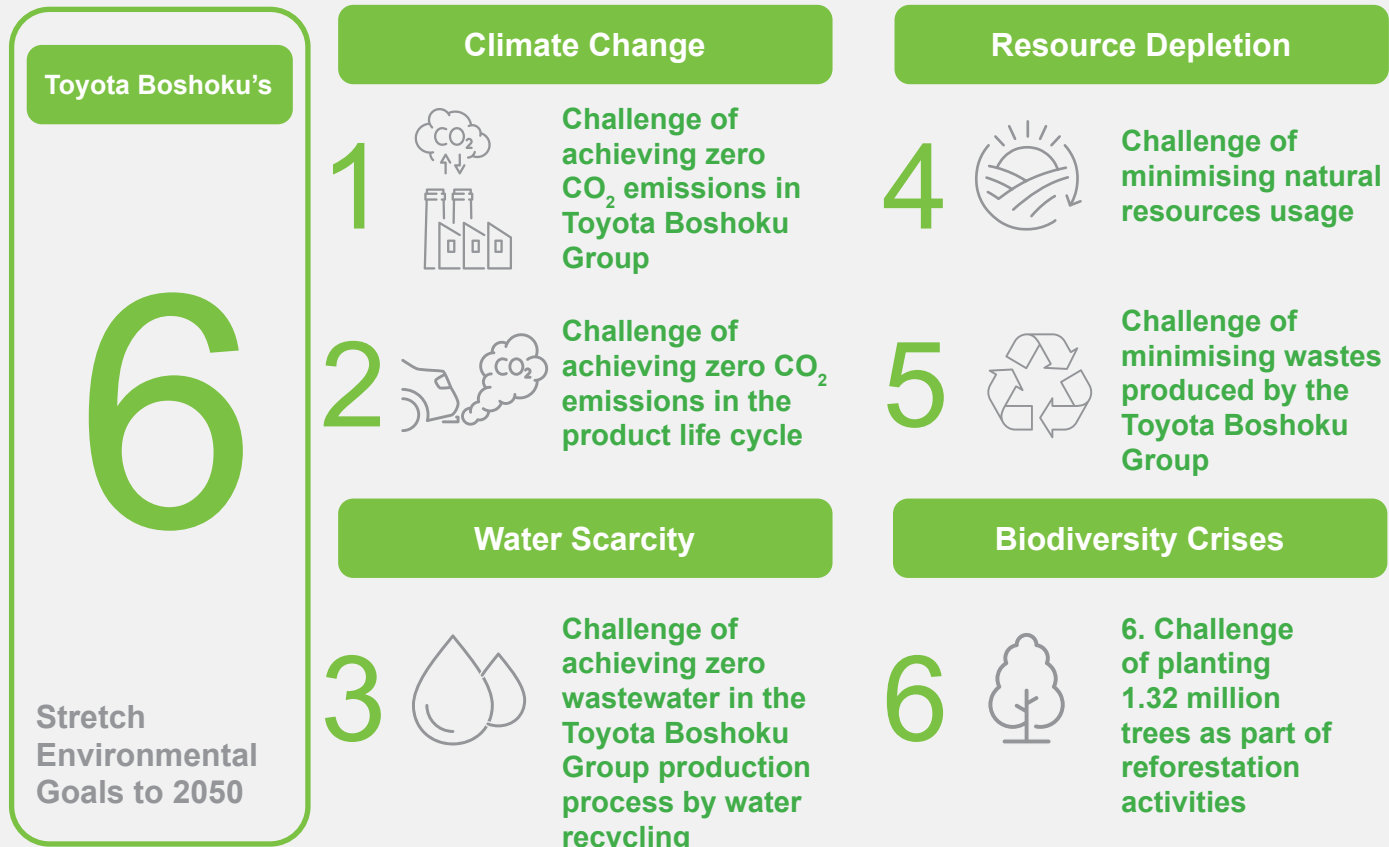 Toyota Boshoku's
6
Stretch
Environmental
Goals to 2050
Climate Change
1
CO₂
Challenge of
achieving zero
CO₂ emissions in
Toyota Boshoku
Group
2
CO₂
Challenge of
achieving zero CO₂
emissions in the
product life cycle
Water Scarcity
3
Challenge of
achieving zero
wastewater in the
Toyota Boshoku
Group production
process by water
recycling
Resource Depletion
4
Challenge of
minimising natural
resources usage
5
Challenge of
minimising wastes
produced by the
Toyota Boshoku
Group
Biodiversity Crises
6
6. Challenge
of planting
1.32 million
trees as part of
reforestation
activities